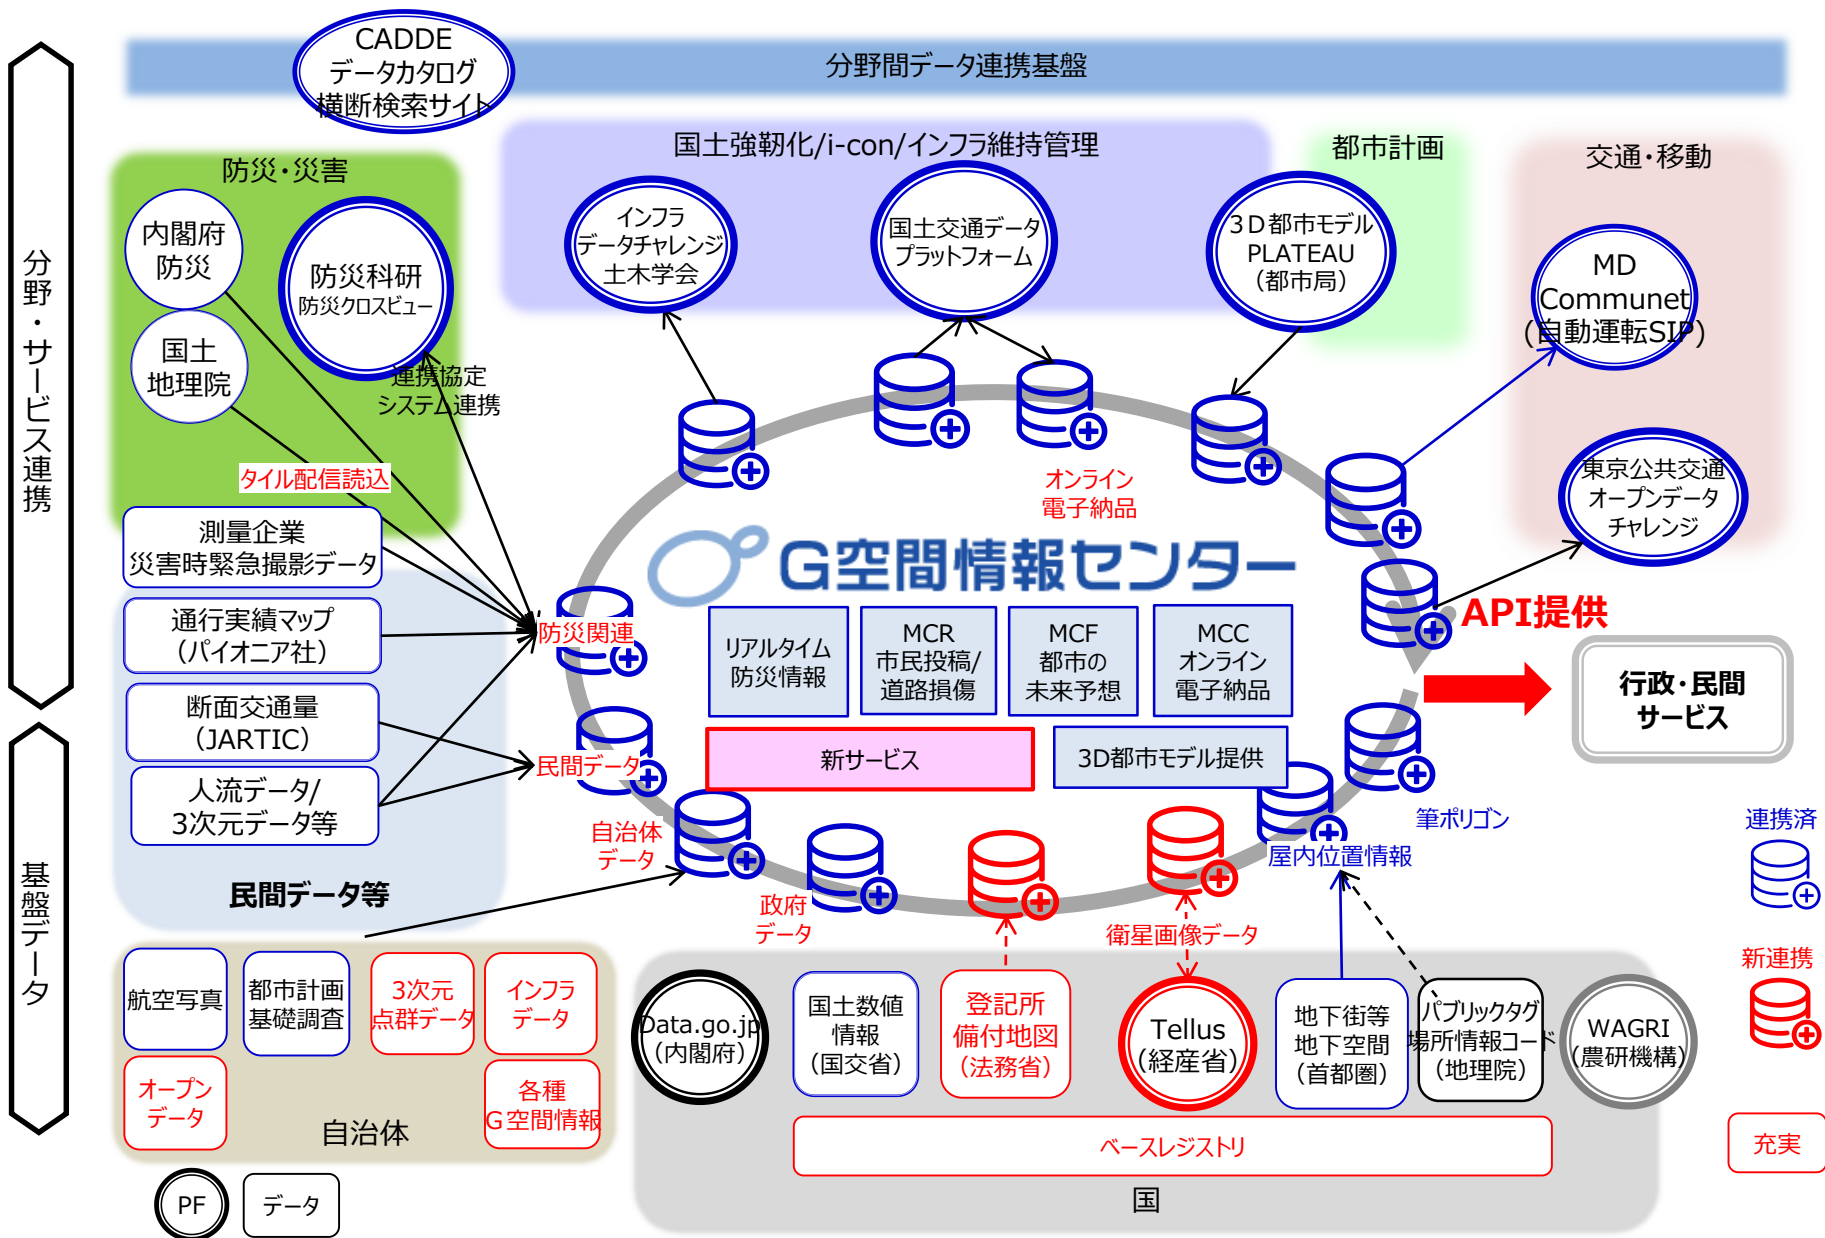 CADDE
データカタログ
横断検索サイト
分野間データ連携基盤
分野・サービス連携
基盤データ
防災・災害
内閣府
防災
国土
地理院
防災科研
防災クロスビュー
連携協定
システム連携
タイル配信読込
国土強靭化/i-con/インフラ維持管理
インフラ
データチャレンジ
土木学会
国土交通データ
プラットフォーム
都市計画
3D都市モデル
PLATEAU
(都市局)
交通・移動
MD
Communet
(自動運転SIP)
東京公共交通
オープンデータ
チャレンジ
オンライン
電子納品
測量企業
災害時緊急撮影データ
通行実績マップ
(パイオニア社)
断面交通量
(JARTIC)
人流データ/
3次元データ等
民間データ等
防災関連
民間データ
自治体
データ
政府
データ
衛星画像データ
屋内位置情報
筆ポリゴン
G空間情報センター
リアルタイム
防災情報
MCR
市民投稿/
道路損傷
MCF
都市の
未来予想
MCC
オンライン
電子納品
新サービス
3D都市モデル提供
API提供
行政・民間
サービス
連携済
新連携
充実
航空写真
都市計画
基礎調査
3次元
点群データ
インフラ
データ
オープン
データ
各種
G空間情報
自治体
Data.go.jp
(内閣府)
国土数値
情報
(国交省)
登記所
備付地図
(法務省)
Tellus
(経産省)
地下街等
地下空間
(首都圏)
パブリックタグ
場所情報コード
(地理院)
WAGRI
(農研機構)
ベースレジストリ
国
PF
データ